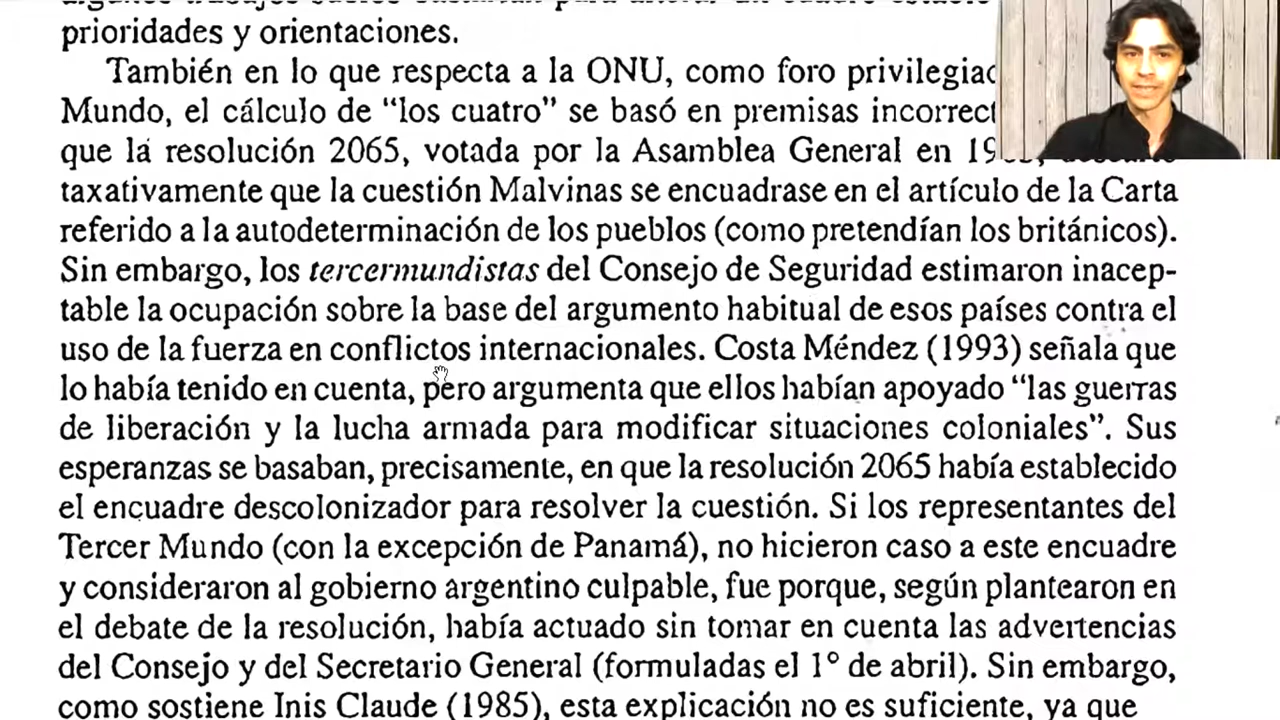 prioridades y orientaciones.
También en lo que respecta a la ONU, como foro
Mundo, el cálculo de “los cuatro” se basó en premisas
que la resolución 2065, votada por la Asamblea General en
taxativamente que la cuestión Malvinas se encuadrase en el artículo de la Carta
referido a la autodeterminación de los pueblos (como pretendían los británicos).
Sin embargo, los tercermundistas del Consejo de Seguridad estimaron inacep-
table la ocupación sobre la base del argumento habitual de esos países contra el
uso de la fuerza en conflictos internacionales. Costa Méndez (1993) señala que
lo había tenido en cuenta, pero argumenta que ellos habían apoyado “las guerras
de liberación y la lucha armada para modificar situaciones coloniales”. Sus
esperanzas se basaban, precisamente, en que la resolución 2065 había establecido
el encuadre descolonizador para resolver la cuestión. Si los representantes del
Tercer Mundo (con la excepción de Panamá), no hicieron caso a este encuadre
y consideraron al gobierno argentino culpable, fue porque, según plantearon en
el debate de la resolución, había actuado sin tomar en cuenta las advertencias
del Consejo y del Secretario General (formuladas el 1° de abril). Sin embargo,
como sostiene Inis Claude (1985), esta explicación no es suficiente, ya que